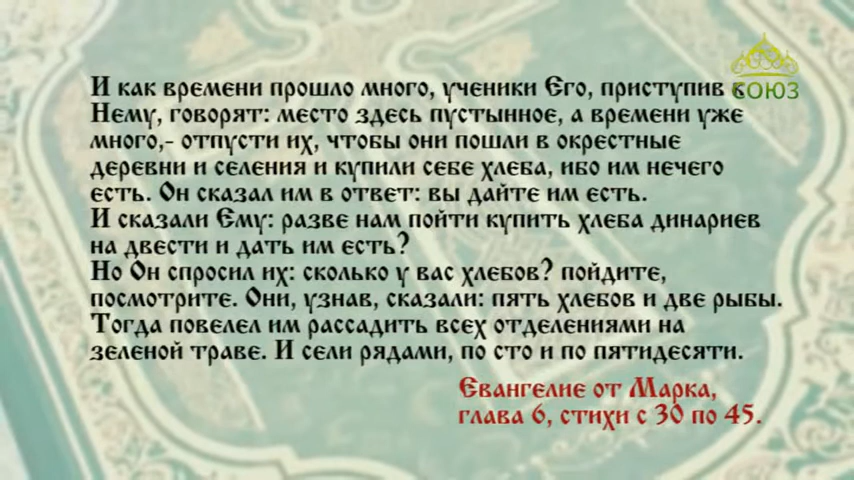 И как времени прошло много, ученики Его, приступив к
Нему, говорят: место здесь пустынное, а времени уже
много,- отпусти их, чтобы они пошли в окрестные
деревни и селения и купили себе хлеба, ибо им нечего
есть. Он сказал им в ответ: вы дайте им есть.
И сказали Ему: разве нам пойти купить хлеба динариев
на двести и дать им есть?
Но Он спросил их: сколько у вас хлебов? пойдите,
посмотрите. Они, узнав, сказали: пять хлебов и две рыбы.
Тогда повелел им рассадить всех отделениями на
зеленой траве. И сели рядами, по сто и по пятидесяти.
Евангелие от Марка,
глава 6, стихи с 30 по 45.
СОЮЗ